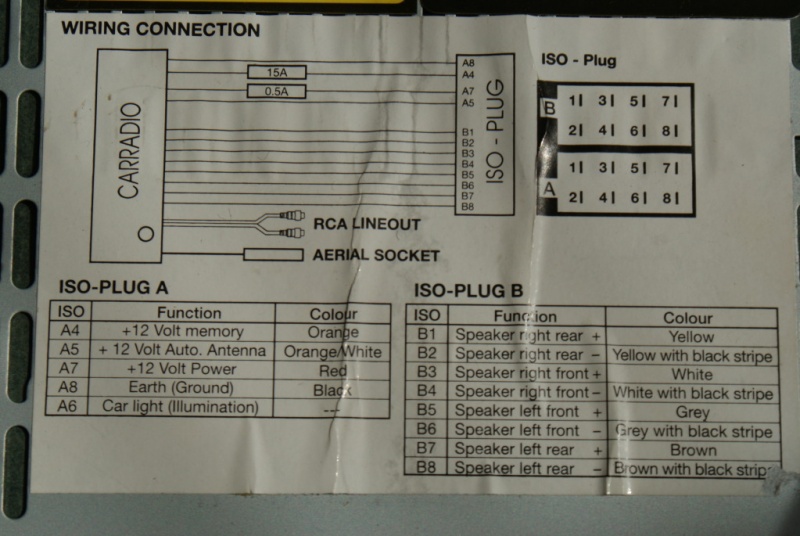 WIRING CONNECTION
CARRADIO
15A
0.5A
A8
A4
A7
A5
B1
B2
B3
B4
B5
B6
B7
B8
ISO - PLUG
RCA LINEOUT
AERIAL SOCKET
ISO - Plug
B
1 3 5 7
2 4 6 8
A
1 3 5 7
2 4 6 8
ISO-PLUG A
ISO Function Colour
A4 +12 Volt memory Orange
A5 + 12 Volt Auto. Antenna Orange/White
A7 +12 Volt Power Red
A8 Earth (Ground) Black
A6 Car light (Illumination) ---
ISO-PLUG B
ISO Function Colour
B1 Speaker right rear + Yellow
B2 Speaker right rear − Yellow with black stripe
B3 Speaker right front + White
B4 Speaker right front − White with black stripe
B5 Speaker left front + Grey
B6 Speaker left front − Grey with black stripe
B7 Speaker left rear + Brown
B8 Speaker left rear − Brown with black stripe